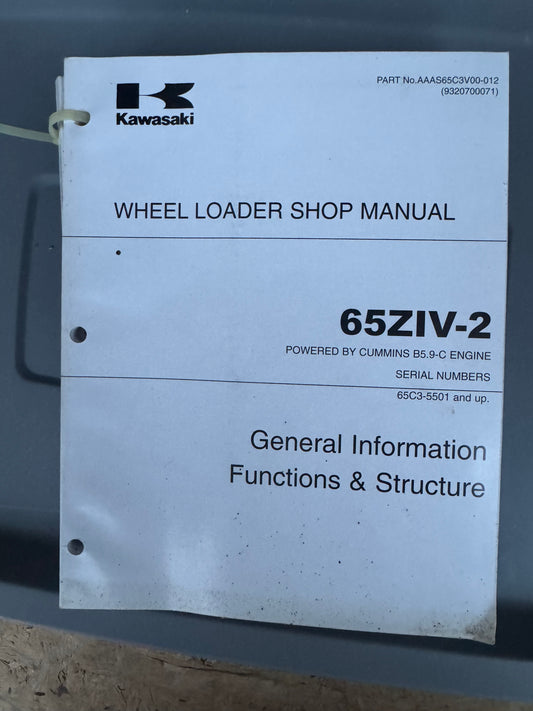 PART No.AAAS65C3V00-012
(9320700071)
Kawasaki
WHEEL LOADER SHOP MANUAL
65ZIV-2
POWERED BY CUMMINS B5.9-C ENGINE
SERIAL NUMBERS
65C3-5501 and up.
General Information
Functions & Structure